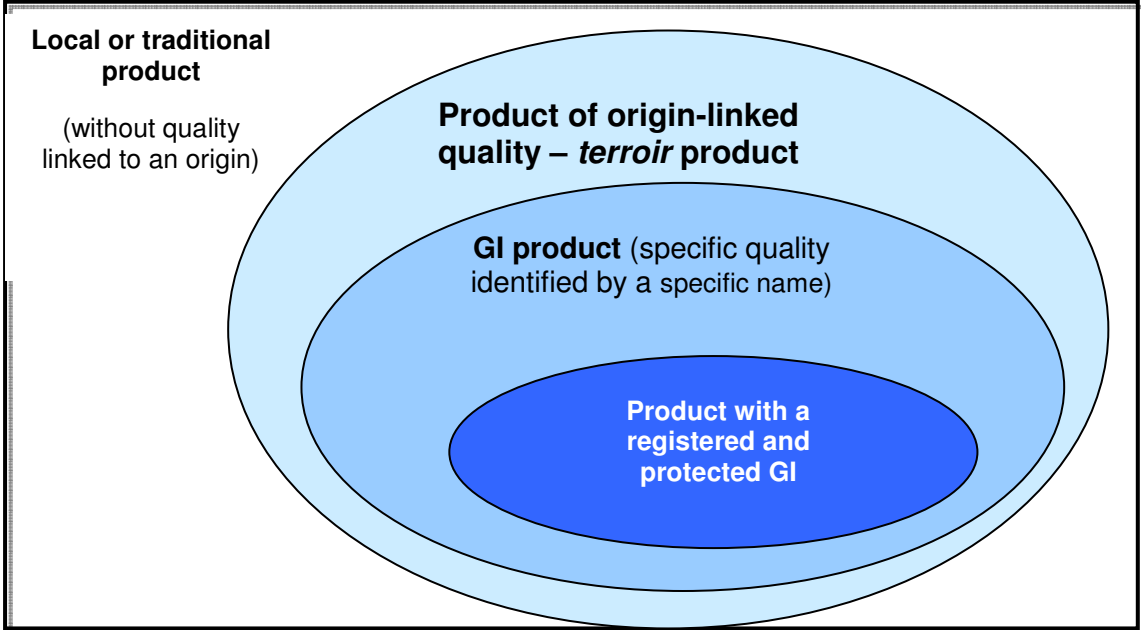 Local or traditional
product
(without quality
linked to an origin)
Product of origin-linked
quality – terroir product
GI product (specific quality
identified by a specific name)
Product with a
registered and
protected GI